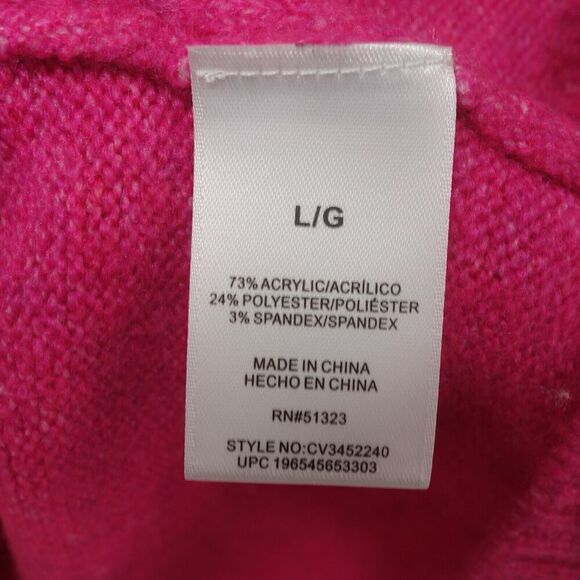 L/G
73% ACRYLIC/ACRÍLICO
24% POLYESTER/POLIÉSTER
3% SPANDEX/SPANDEX
MADE IN CHINA
HECHO EN CHINA
RN#51323
STYLE NO:CV3452240
UPC 196545653303